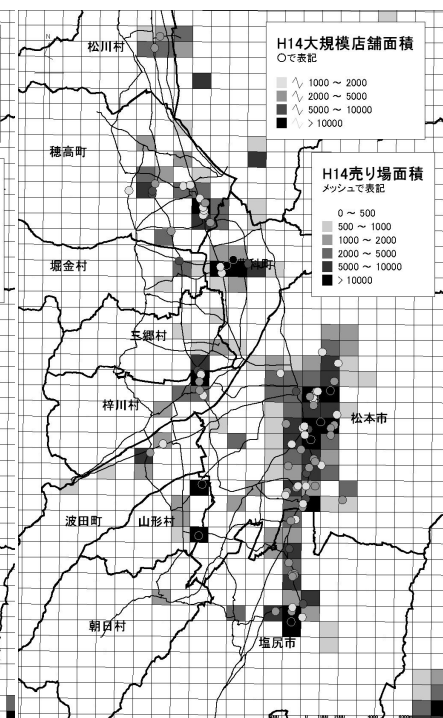 松川村
H14大規模店舗面積
○で表記
1000 ～ 2000
2000 ～ 5000
5000 ～ 10000
> 10000
N
穂高町
H14売り場面積
メッシュで表記
0 ～ 500
500 ～ 1000
1000 ～ 2000
2000 ～ 5000
5000 ～ 10000
> 10000
堀金村
三郷村
梓川村
松本市
波田町
山形村
朝日村
塩尻市